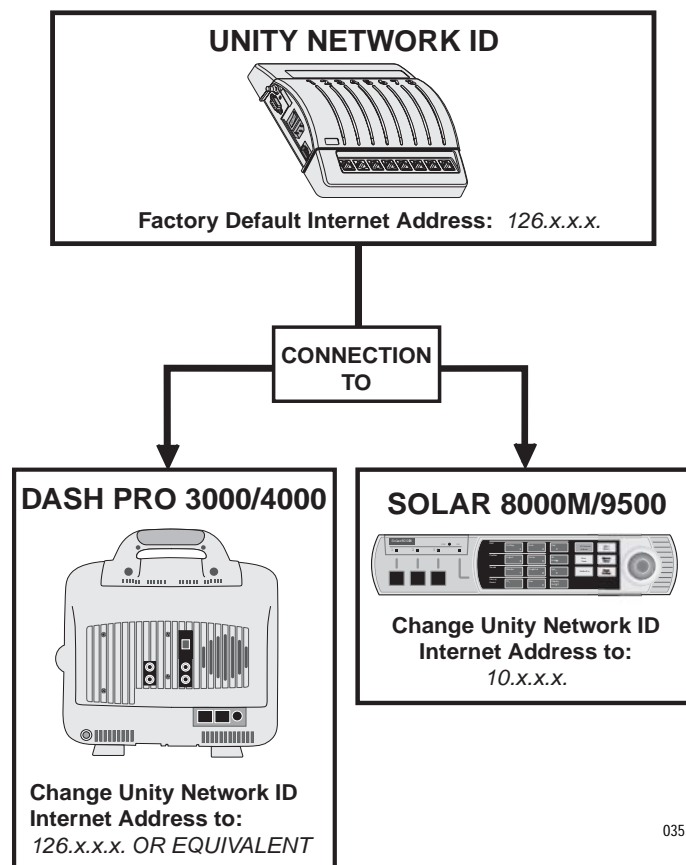 UNITY NETWORK ID
Factory Default Internet Address: 126.x.x.x.
CONNECTION
TO
DASH PRO 3000/4000
Change Unity Network ID
Internet Address to:
126.x.x.x. OR EQUIVALENT
SOLAR 8000M/9500
Change Unity Network ID
Internet Address to:
10.x.x.x.
035